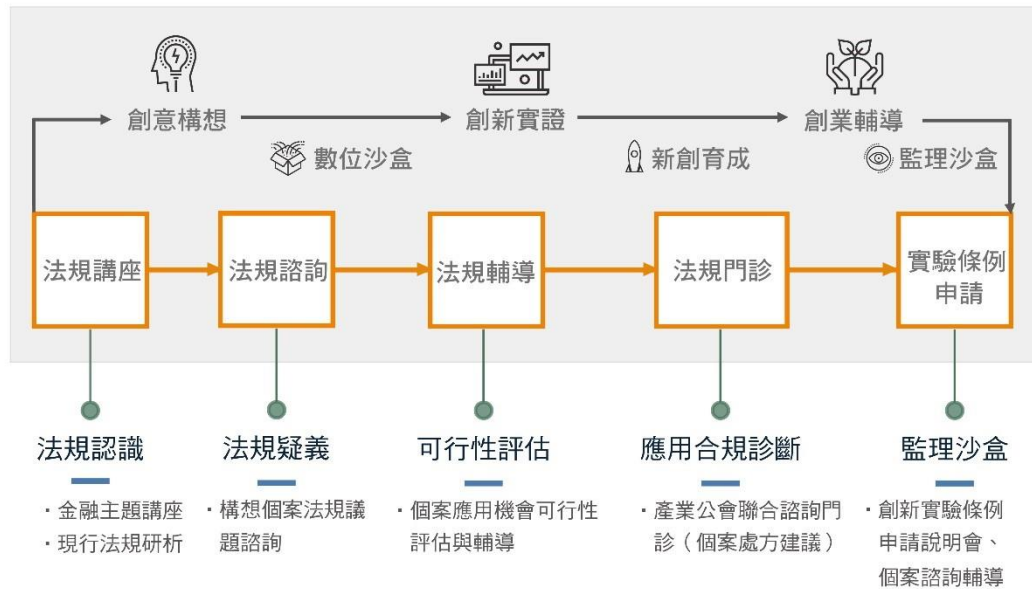 創意構想
創新實證
創業輔導
數位沙盒
新創育成
監理沙盒
法規講座
法規諮詢
法規輔導
法規門診
實驗條例
申請
法規認識
法規疑義
可行性評估
應用合規診斷
監理沙盒
・金融主題講座
・現行法規研析
・構想個案法規議
題諮詢
・個案應用機會可行性
評估與輔導
・產業公會聯合諮詢門
診（個案處方建議）
・創新實驗條例
申請說明會、
個案諮詢輔導